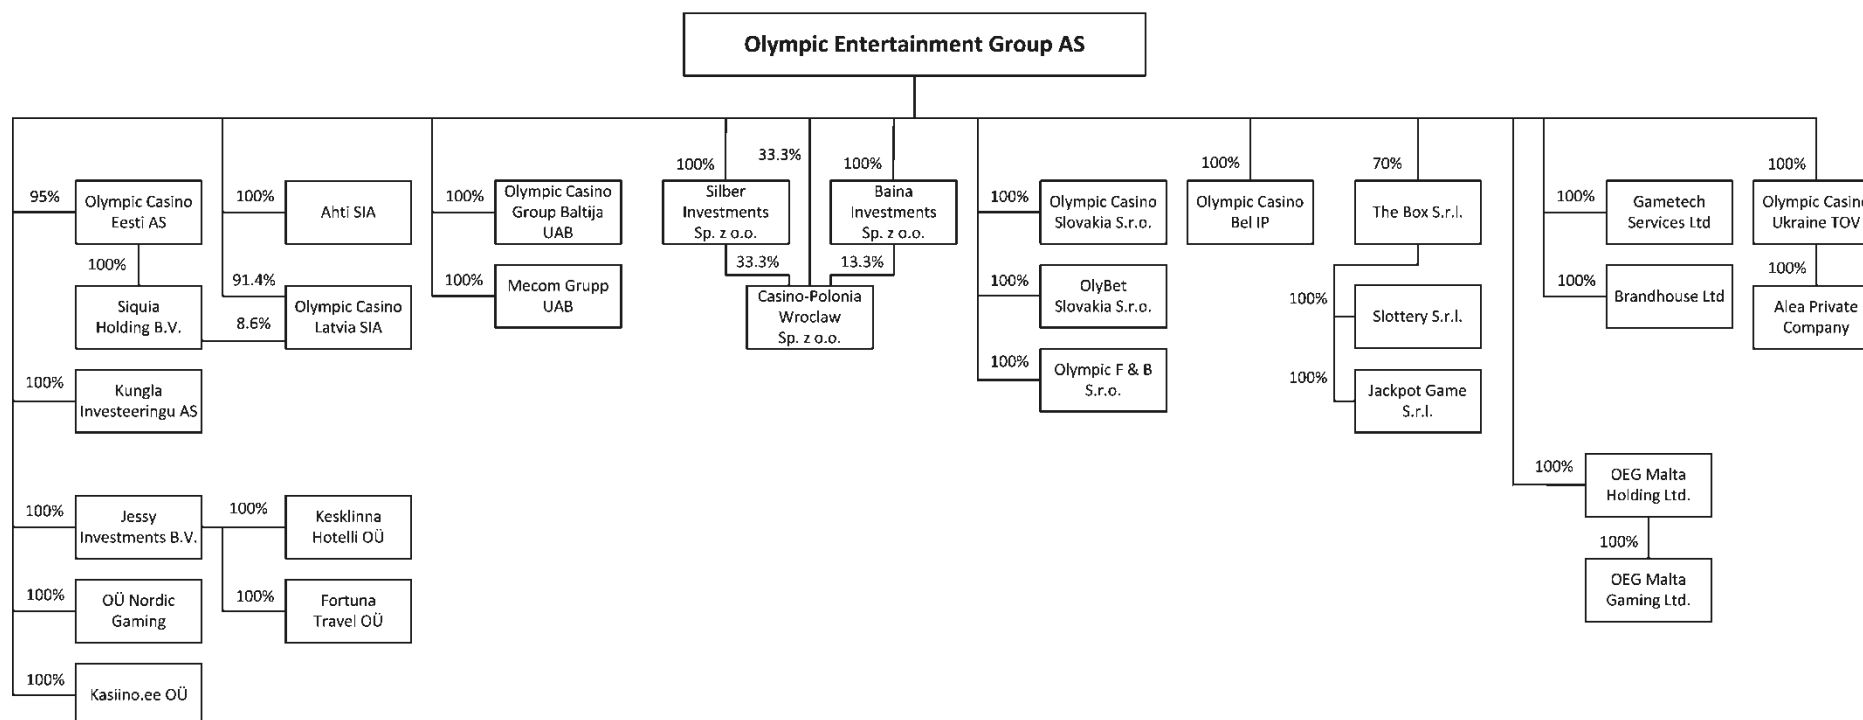 Olympic Entertainment Group AS
95%
Olympic Casino
Eesti AS
100%
Siquia
Holding B.V.
100%
Kungla
Investeeringu AS
100%
Jessy
Investments B.V.
100%
OÜ Nordic
Gaming
100%
Kasiino.ee OÜ
100%
Ahti SIA
91.4%
8.6%
Olympic Casino
Latvia SIA
100%
Kesklinna
Hotelli OÜ
100%
Fortuna
Travel OÜ
100%
Olympic Casino
Group Baltija
UAB
100%
Mecom Grupp
UAB
100%
Silber
Investments
Sp. z o.o.
33.3%
33.3%
100%
Baina
Investments
Sp. z o.o.
13.3%
Casino-Polonia
Wroclaw
Sp. z o.o.
100%
Olympic Casino
Slovakia S.r.o.
100%
OlyBet
Slovakia S.r.o.
100%
Olympic F & B
S.r.o.
100%
Olympic Casino
Bel IP
70%
The Box S.r.l.
100%
Slottery S.r.l.
100%
Jackpot Game
S.r.l.
100%
Gametech
Services Ltd
100%
Brandhouse Ltd
100%
OEG Malta
Holding Ltd.
100%
OEG Malta
Gaming Ltd.
100%
Olympic Casino
Ukraine TOV
100%
Alea Private
Company